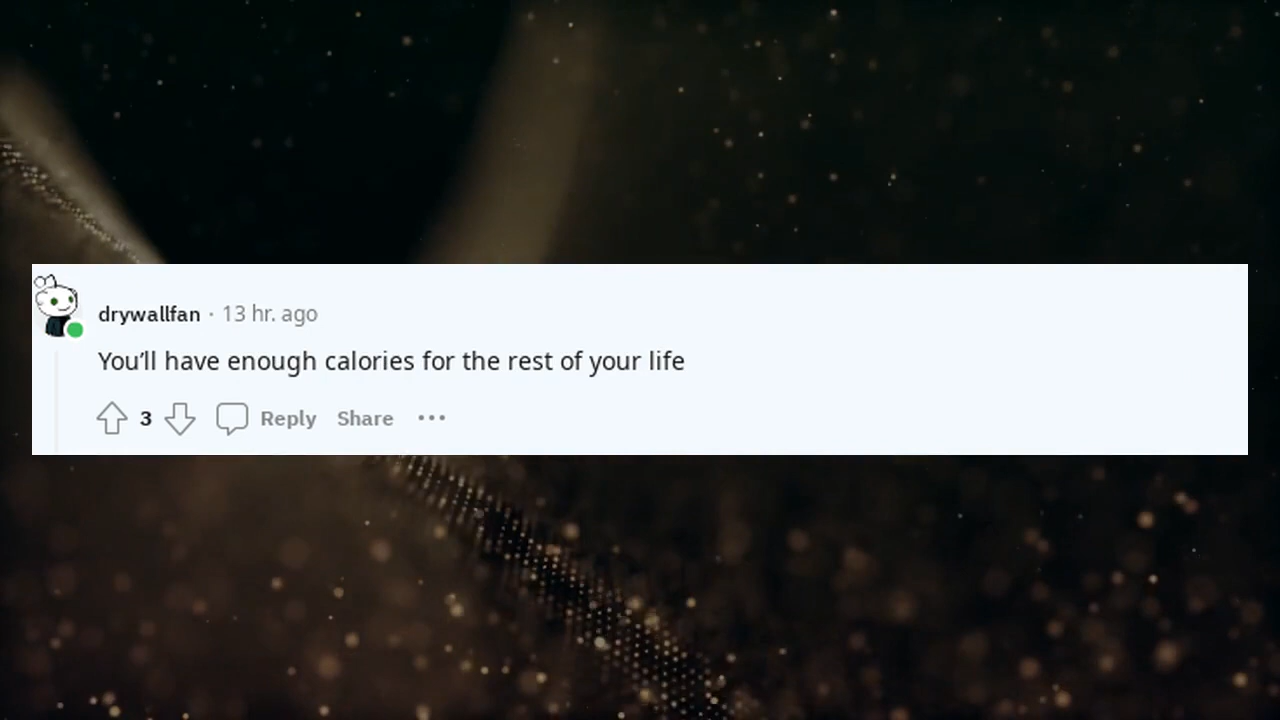 drywallfan · 13 hr. ago
You'll have enough calories for the rest of your life
3 Reply Share ···